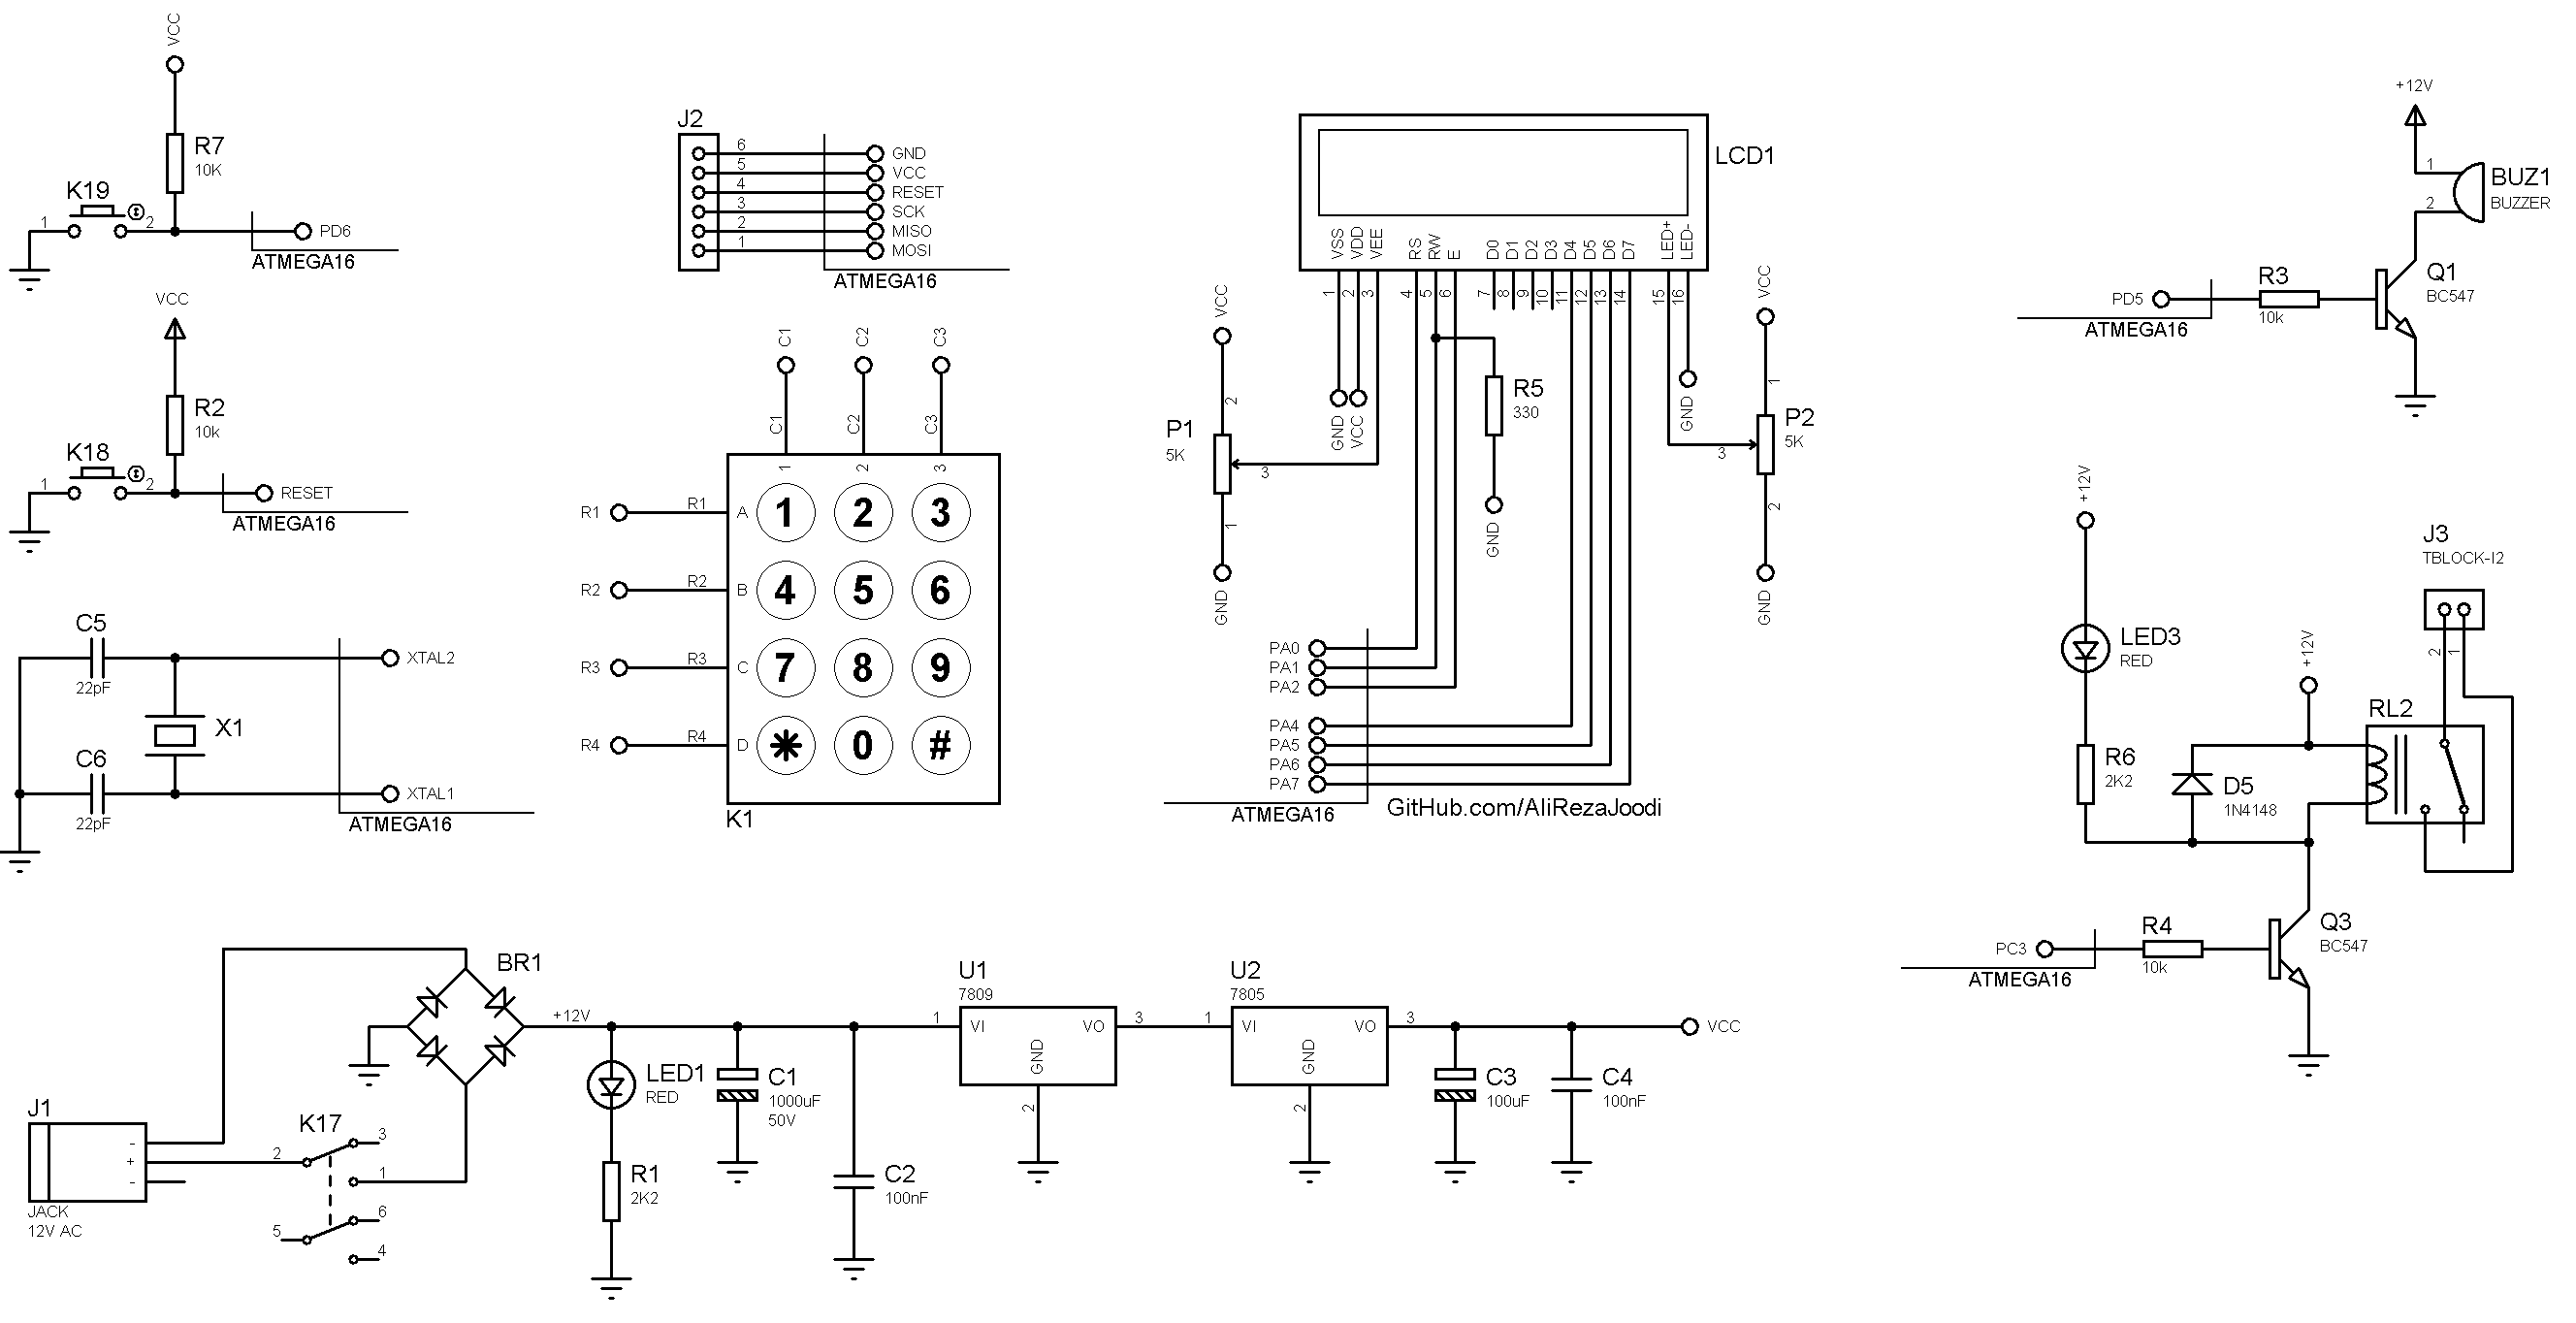 VCC
R7
10K
K19
1
2
PD6
ATMEGA16
VCC
R2
10k
K18
1
2
RESET
ATMEGA16
C5
22pF
XTAL2
X1
C6
22pF
XTAL1
ATMEGA16
J2
6
GND
5
VCC
4
RESET
3
SCK
2
MISO
1
MOSI
ATMEGA16
C1
C2
C3
C1
C2
C3
1
2
3
R1
R1
A
1
2
3
R2
R2
B
4
5
6
R3
R3
C
7
8
9
R4
R4
D
*
0
#
K1
LCD1
VSS
VDD
VEE
RS
RW
E
D0
D1
D2
D3
D4
D5
D6
D7
LED+
LED-
1
2
3
4
5
6
7
8
9
10
11
12
13
14
15
16
VCC
2
P1
5K
3
1
GND
GND
VCC
R5
330
GND
GND
VCC
1
P2
5K
3
2
GND
PA0
PA1
PA2
PA4
PA5
PA6
PA7
ATMEGA16
GitHub.com/AliRezaJoodi
+12V
1
BUZ1
2
BUZZER
Q1
BC547
R3
10k
PD5
ATMEGA16
+12V
LED3
RED
R6
2K2
D5
1N4148
+12V
J3
TBLOCK-I2
2
1
RL2
Q3
BC547
R4
10k
PC3
ATMEGA16
J1
-
+
-
JACK
12V AC
K17
2
3
1
5
6
4
BR1
+12V
LED1
RED
R1
2K2
C1
1000uF
50V
C2
100nF
U1
7809
1
VI
VO
3
GND
2
U2
7805
1
VI
VO
3
GND
2
C3
100uF
C4
100nF
VCC